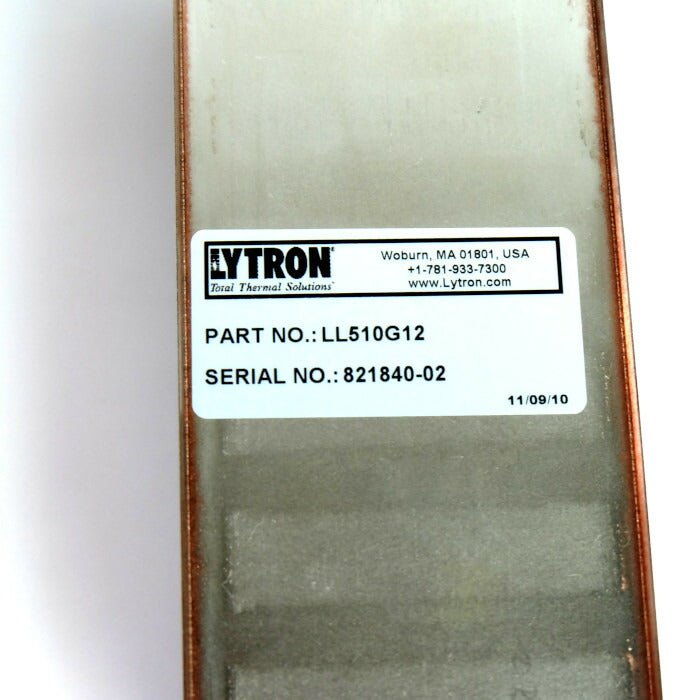 LYTRON
Total Thermal Solutions
Woburn, MA 01801, USA
+1-781-933-7300
www.Lytron.com
PART NO.: LL510G12
SERIAL NO.: 821840-02
11/09/10